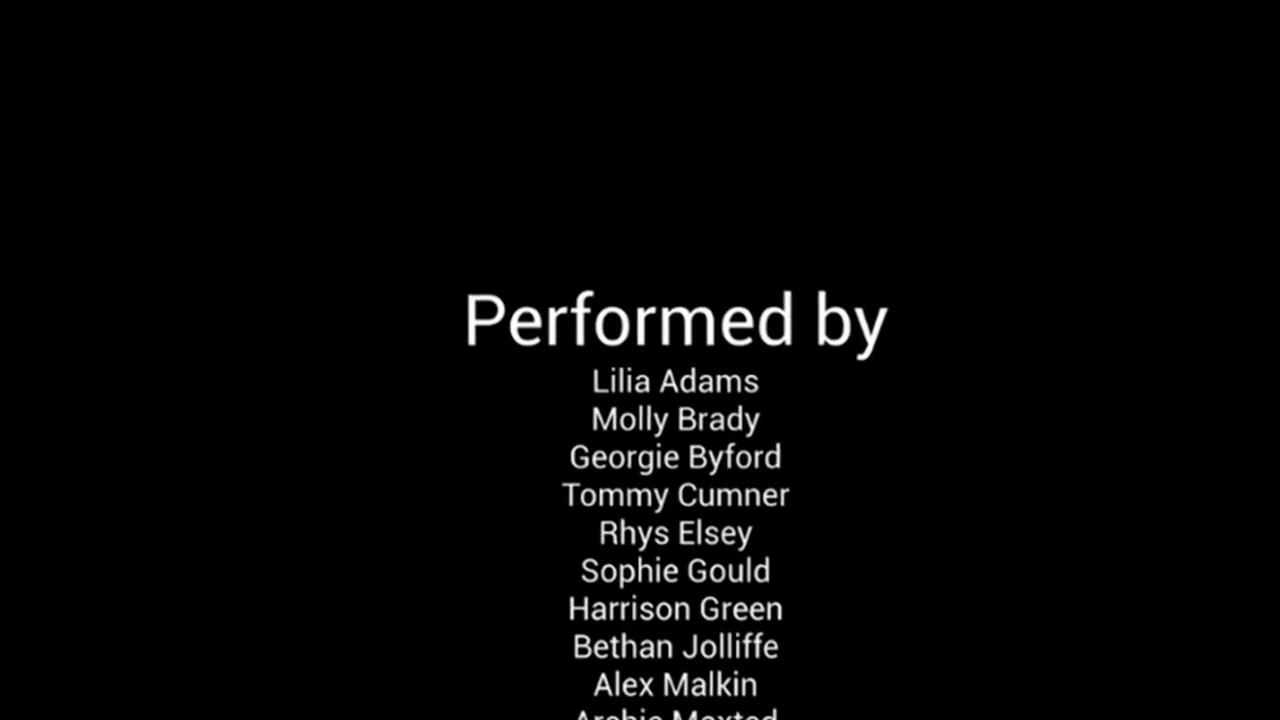 Performed by
Lilia Adams
Molly Brady
Georgie Byford
Tommy Cumner
Rhys Elsey
Sophie Gould
Harrison Green
Bethan Jolliffe
Alex Malkin